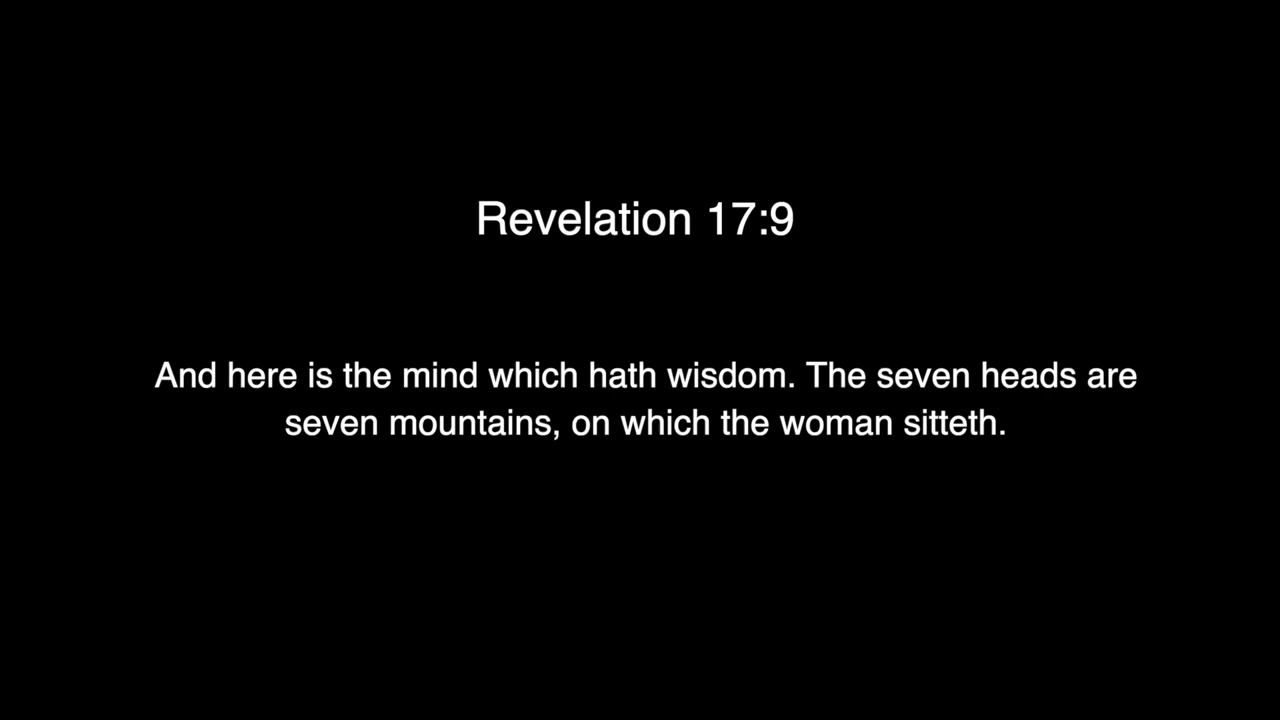 Revelation 17:9
And here is the mind which hath wisdom. The seven heads are
seven mountains, on which the woman sitteth.